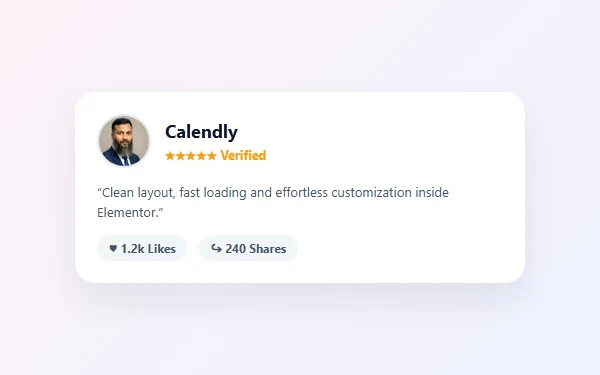 Calendly
★★★★★ Verified
“Clean layout, fast loading and effortless customization inside
Elementor.”
♥ 1.2k Likes
↪ 240 Shares